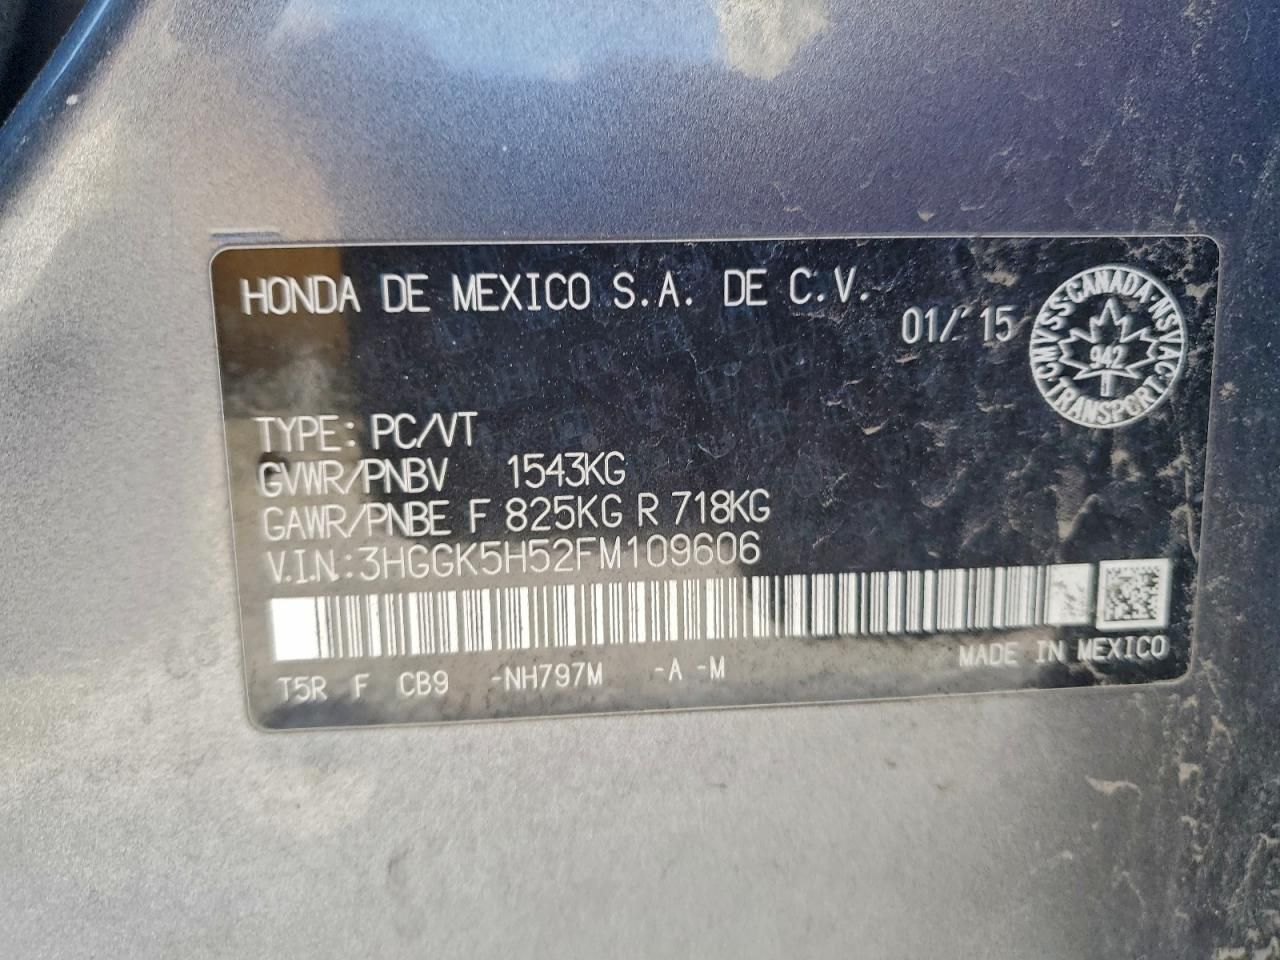 HONDA DE MEXICO S.A. DE C.V.
01/'15
CMVSS·CANADA·NSVAC·TRANSPORT·
942
TYPE: PC/VT
GVWR/PNBV 1543KG
GAWR/PNBE F 825KG R 718KG
V.I.N.:3HGGK5H52FM109606
T5R F CB9 -NH797M -A -M
MADE IN MEXICO